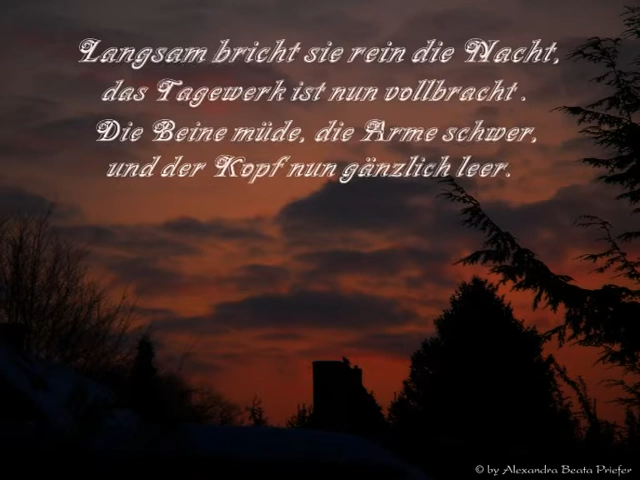 Langsam bricht sie rein die Nacht,
das Tagewerk ist nun vollbracht .
Die Beine müde, die Arme schwer,
und der Kopf nun gänzlich leer.
© by Alexandra Beata Priefer